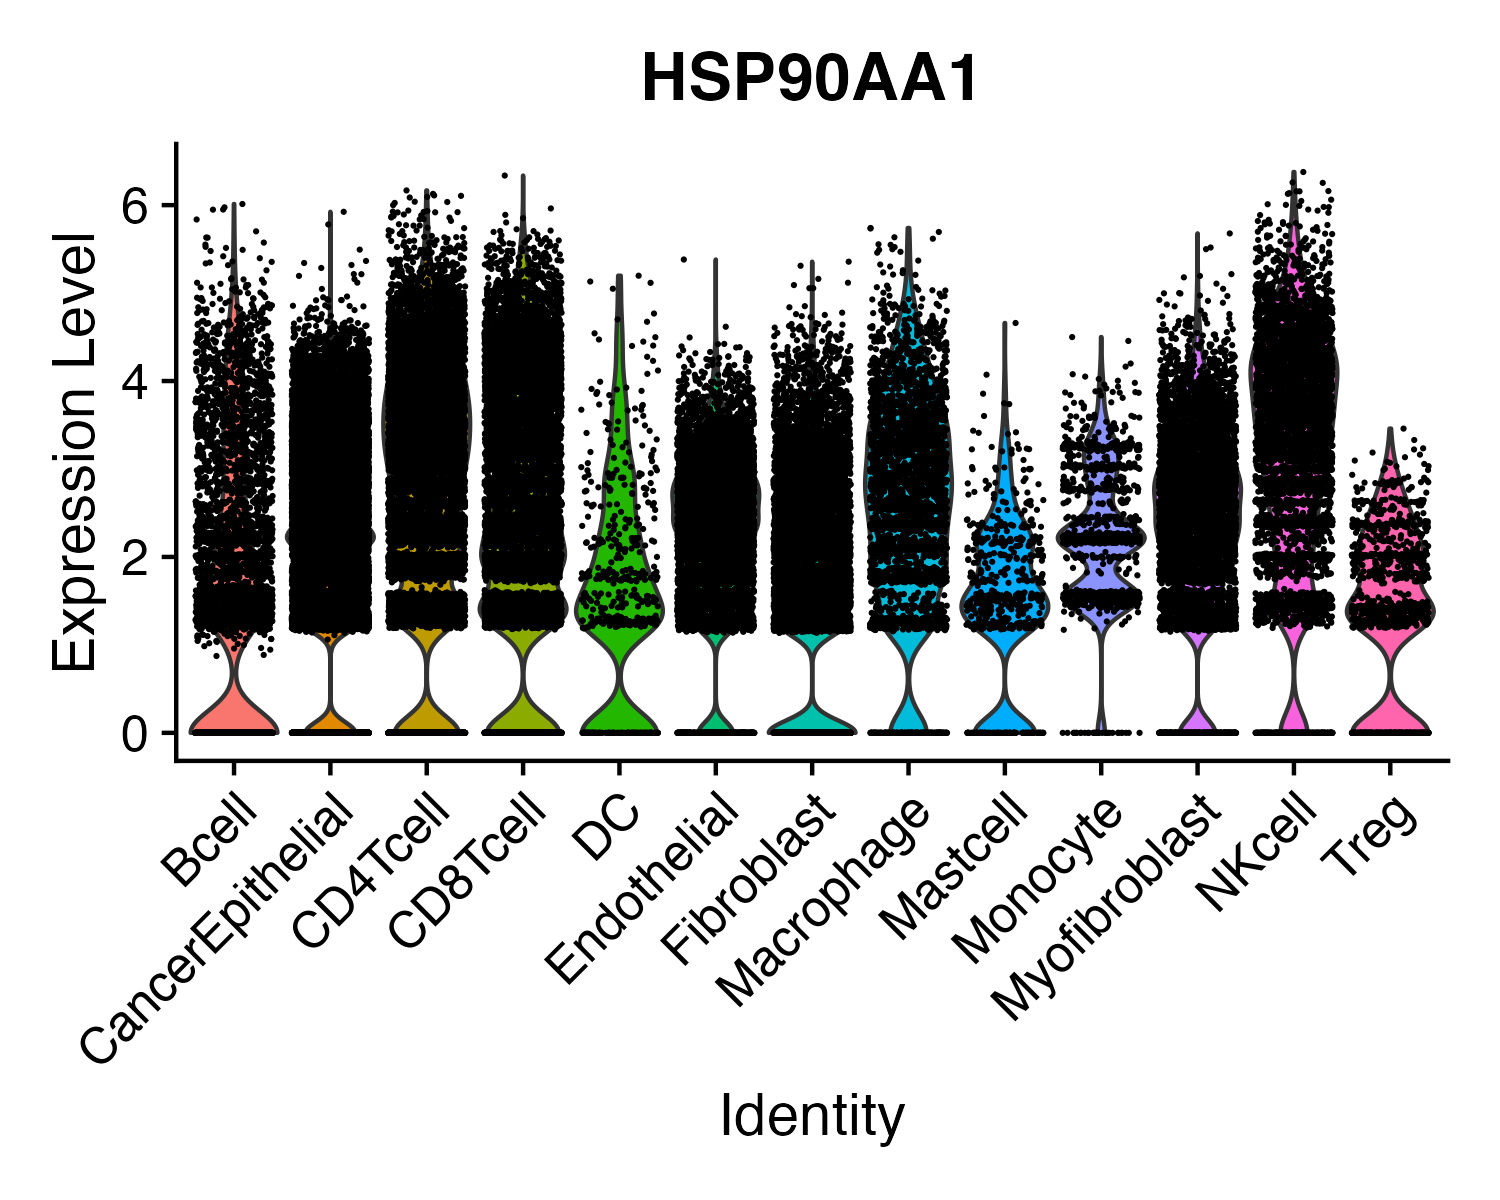 HSP90AA1
Expression Level
6
4
2
0
Bcell
CancerEpithelial
CD4Tcell
CD8Tcell
DC
Endothelial
Fibroblast
Macrophage
Mastcell
Monocyte
Myofibroblast
NKcell
Treg
Identity